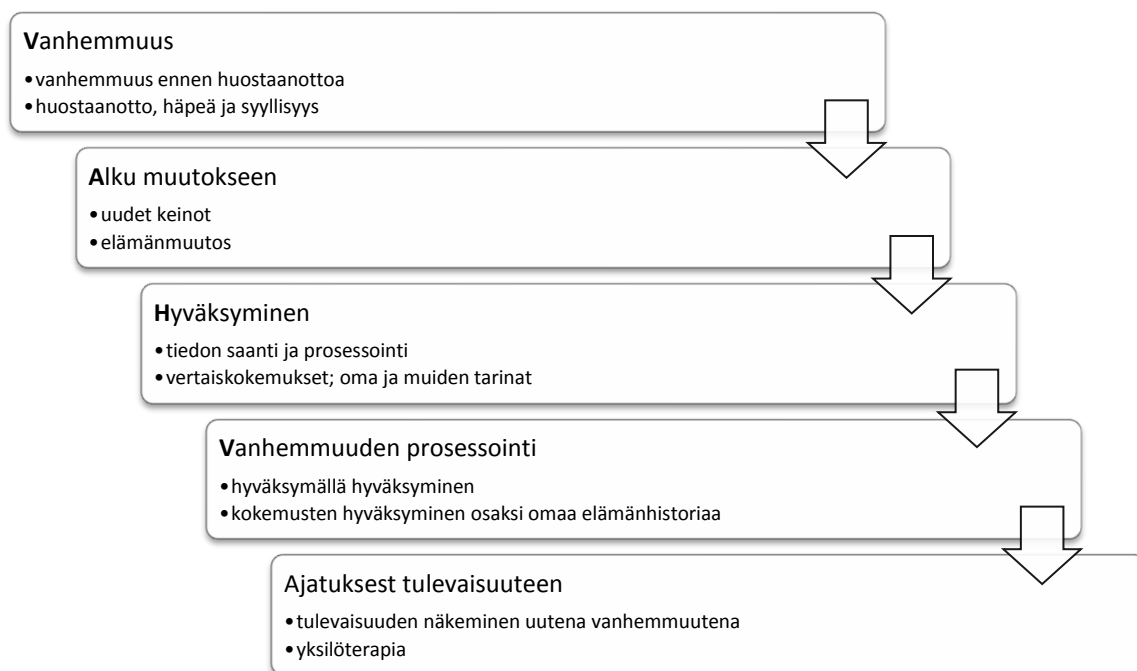 Vanhemmuus
•vanhemmuus ennen huostaanottoa
•huostaanotto, häpeä ja syyllisyys
Alku muutokseen
•uudet keinot
•elämänmuutos
Hyväksyminen
•tiedon saanti ja prosessointi
•vertaiskokemukset; oma ja muiden tarinat
Vanhemmuuden prosessointi
•hyväksymällä hyväksyminen
•kokemusten hyväksyminen osaksi omaa elämänhistoriaa
Ajatuksest tulevaisuuteen
•tulevaisuuden näkeminen uutena vanhemmuutena
•yksilöterapia